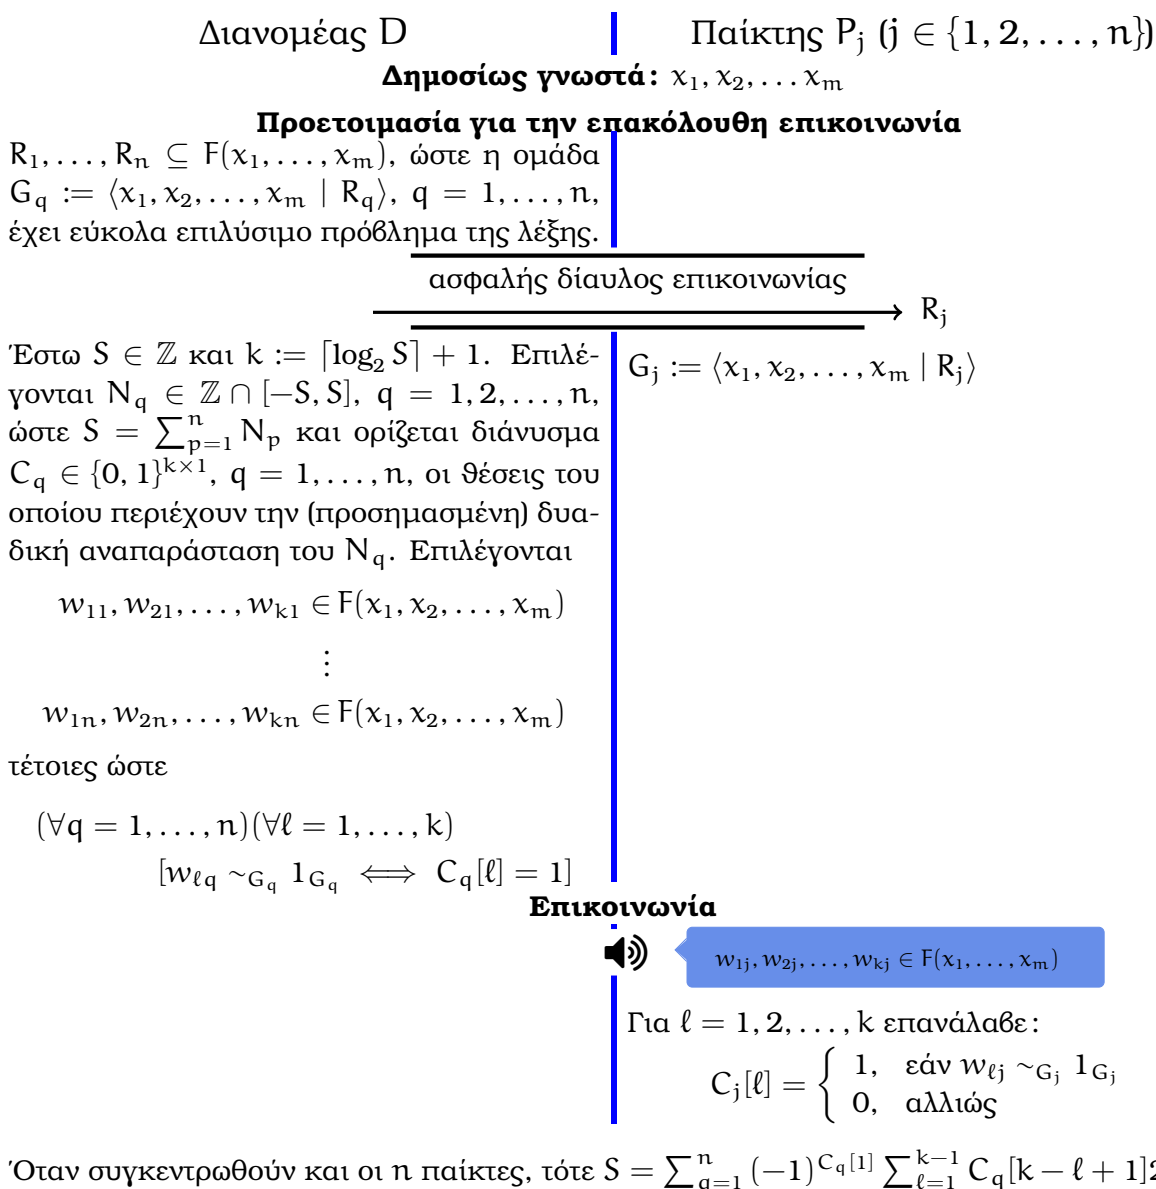 Διανομέας D
Παίκτης P_j (j ∈ {1, 2, . . . , n})
Δημοσίως γνωστά: x_1, x_2, . . . x_m
Προετοιμασία για την επακόλουθη επικοινωνία
R_1, . . . , R_n ⊆ F(x_1, . . . , x_m), ώστε η ομάδα
G_q := ⟨x_1, x_2, . . . , x_m | R_q⟩, q = 1, . . . , n,
έχει εύκολα επιλύσιμο πρόβλημα της λέξης.
ασφαλής δίαυλος επικοινωνίας
R_j
Έστω S ∈ ℤ και k := ⌈log_2 S⌉ + 1. Επιλέ-
γονται N_q ∈ ℤ ∩ [−S, S], q = 1, 2, . . . , n,
ώστε S = ∑_{p=1}^{n} N_p και ορίζεται διάνυσμα
C_q ∈ {0, 1}^{k×1}, q = 1, . . . , n, οι θέσεις του
οποίου περιέχουν την (προσημασμένη) δυα-
δική αναπαράσταση του N_q. Επιλέγονται
w_{11}, w_{21}, . . . , w_{k1} ∈ F(x_1, x_2, . . . , x_m)
⋮
w_{1n}, w_{2n}, . . . , w_{kn} ∈ F(x_1, x_2, . . . , x_m)
τέτοιες ώστε
(∀q = 1, . . . , n)(∀ℓ = 1, . . . , k)
[w_{ℓq} ∼_{G_q} 1_{G_q} ⟺ C_q[ℓ] = 1]
G_j := ⟨x_1, x_2, . . . , x_m | R_j⟩
Επικοινωνία
w_{1j}, w_{2j}, . . . , w_{kj} ∈ F(x_1, . . . , x_m)
Για ℓ = 1, 2, . . . , k επανάλαβε:
C_j[ℓ] = { 1, εάν w_{ℓj} ∼_{G_j} 1_{G_j}
0, αλλιώς
Όταν συγκεντρωθούν και οι n παίκτες, τότε S = ∑_{q=1}^{n} (−1)^{C_q[1]} ∑_{ℓ=1}^{k−1} C_q[k − ℓ + 1]2